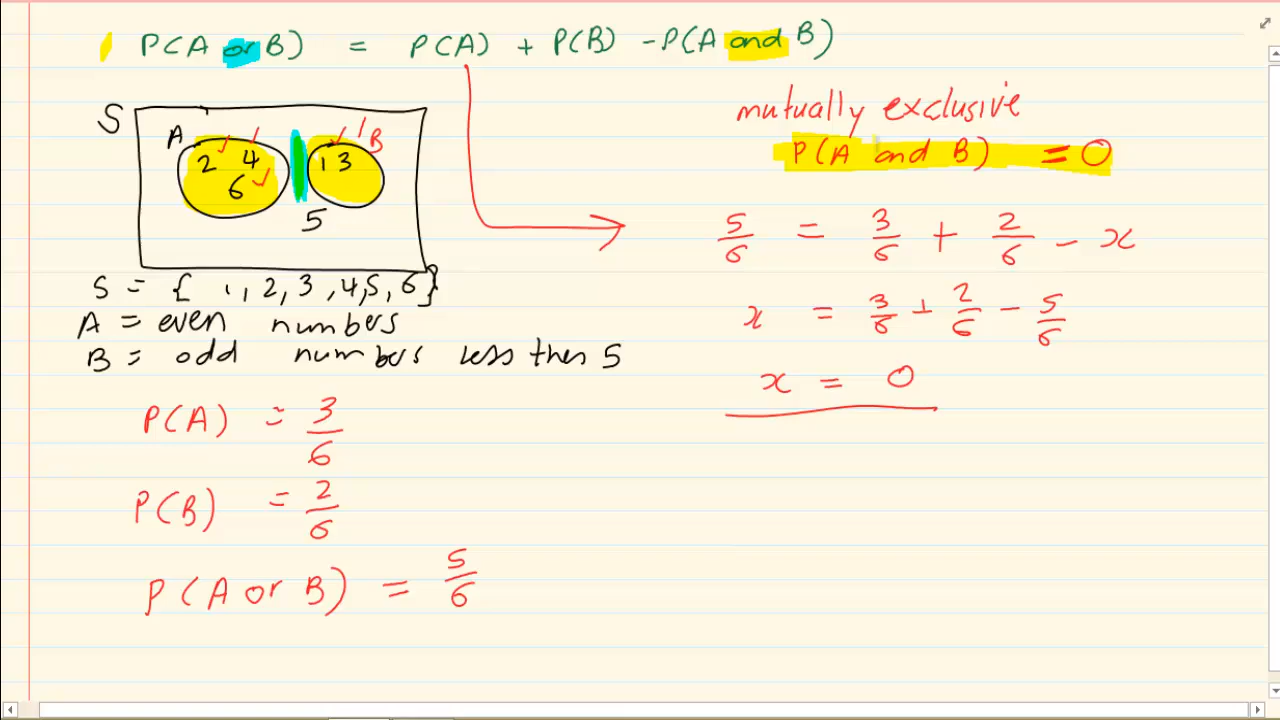 P(A or B) = P(A) + P(B) - P(A and B)
mutually exclusive
P(A and B) = 0
S
A
B
2 4
6
1 3
5
S = { 1, 2, 3, 4, 5, 6 }
A = even numbers
B = odd numbers less then 5
P(A) = 3/6
P(B) = 2/6
P(A or B) = 5/6
5/6 = 3/6 + 2/6 - x
x = 3/6 + 2/6 - 5/6
x = 0